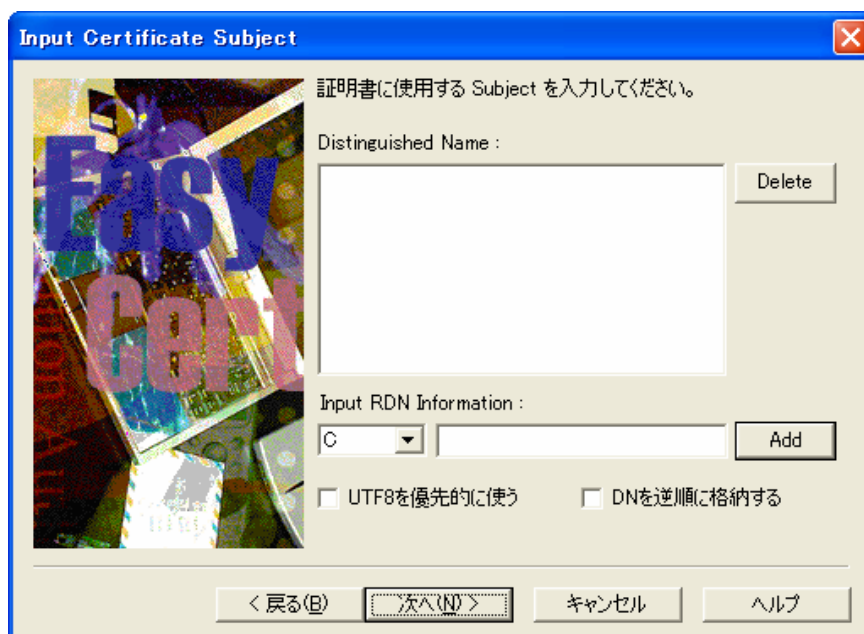 Input Certificate Subject
証明書に使用する Subject を入力してください。
Easy
Cert
Distinguished Name :
Delete
Input RDN Information :
C
Add
UTF8を優先的に使う
DNを逆順に格納する
< 戻る(B)
次へ(N) >
キャンセル
ヘルプ